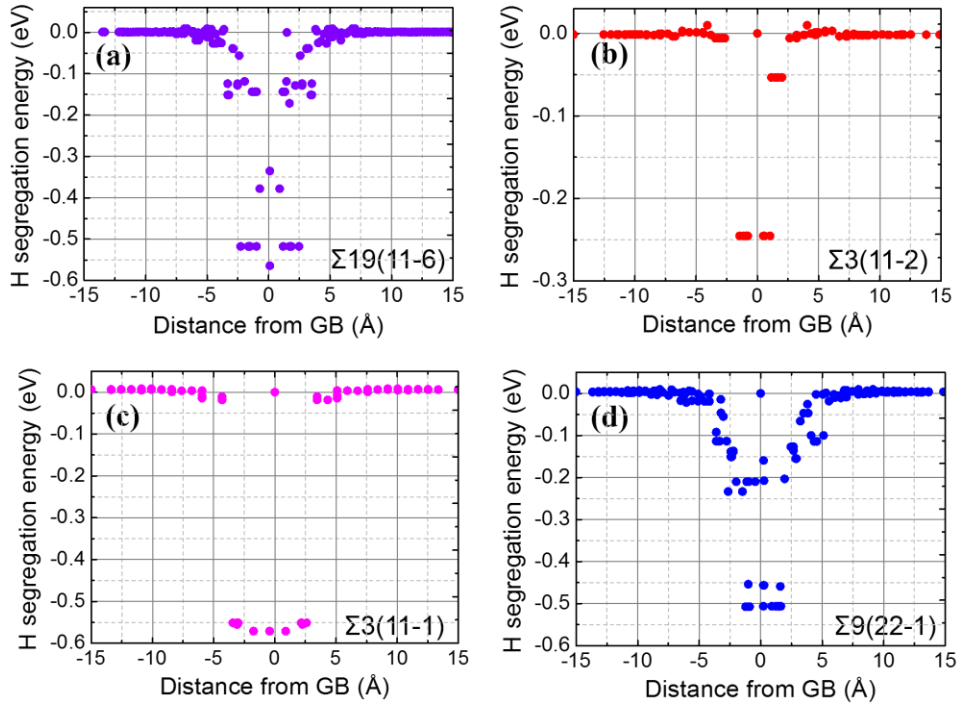 0.0
-0.1
-0.2
-0.3
-0.4
-0.5
-0.6
H segregation energy (eV)
(a)
Σ19(11-6)
-15 -10 -5 0 5 10 15
Distance from GB (Å)
0.0
-0.1
-0.2
-0.3
H segregation energy (eV)
(b)
Σ3(11-2)
-15 -10 -5 0 5 10 15
Distance from GB (Å)
0.0
-0.1
-0.2
-0.3
-0.4
-0.5
-0.6
H segregation energy (eV)
(c)
Σ3(11-1)
-15 -10 -5 0 5 10 15
Distance from GB (Å)
0.0
-0.1
-0.2
-0.3
-0.4
-0.5
-0.6
H segregation energy (eV)
(d)
Σ9(22-1)
-15 -10 -5 0 5 10 15
Distance from GB (Å)